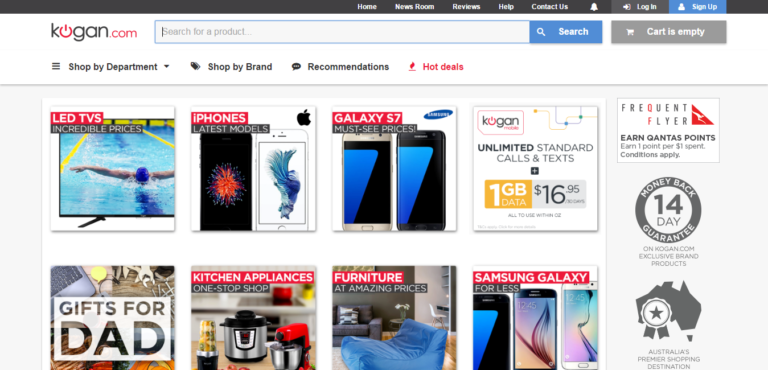 Home
News Room
Reviews
Help
Contact Us
Log In
Sign Up
kogan.com
Search for a product...
Search
Cart is empty
Shop by Department
Shop by Brand
Recommendations
Hot deals
LED TVS
INCREDIBLE PRICES
iPHONES
LATEST MODELS
GALAXY S7
MUST-SEE PRICES!
SAMSUNG
kogan
mobile
UNLIMITED STANDARD
CALLS & TEXTS
+
1GB
DATA
$16.95
ALL TO USE WITHIN OZ
FREQUENT
FLYER
EARN QANTAS POINTS
Earn 1 point per $1 spent.
Conditions apply.
MONEY BACK
14
DAY
GUARANTEE
ON KOGAN.COM
EXCLUSIVE BRAND
PRODUCTS
GIFTS FOR
DAD
KITCHEN APPLIANCES
ONE-STOP SHOP
FURNITURE
AT AMAZING PRICES
SAMSUNG GALAXY
FOR LESS
AUSTRALIA'S
PREMIER SHOPPING
DESTINATION